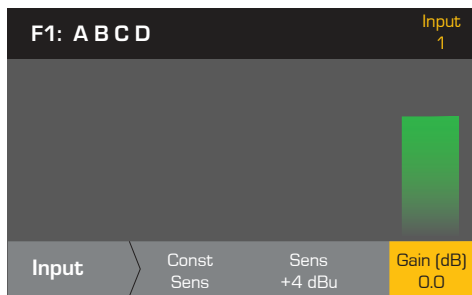 F1: A B C D
Input
1
Input
Const
Sens
Sens
+4 dBu
Gain (dB)
0.0